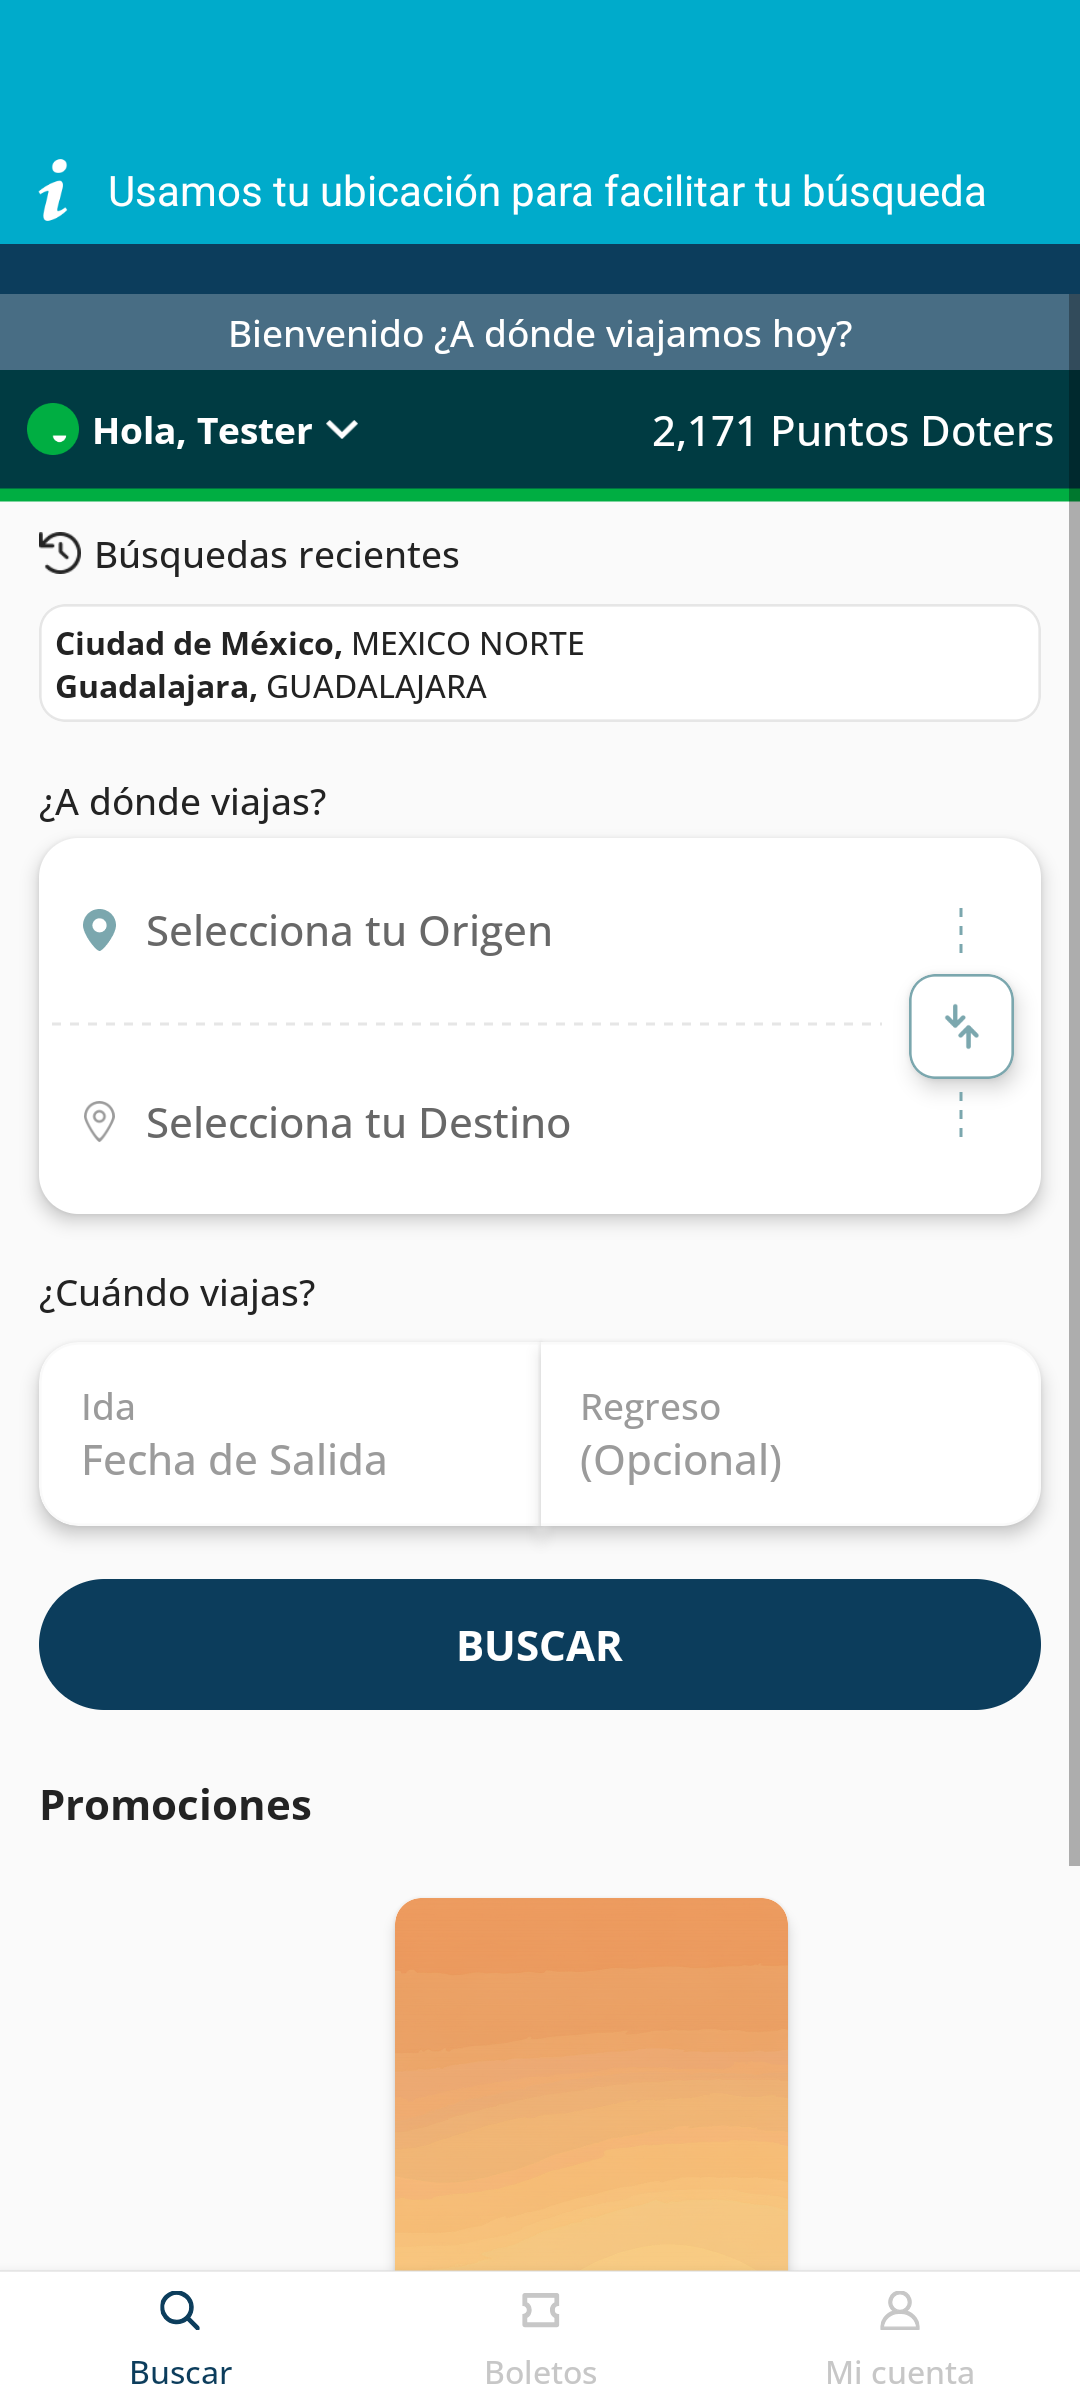 Usamos tu ubicación para facilitar tu búsqueda
Bienvenido ¿A dónde viajamos hoy?
Hola, Tester
2,171 Puntos Doters
Búsquedas recientes
Ciudad de México, MEXICO NORTE
Guadalajara, GUADALAJARA
¿A dónde viajas?
Selecciona tu Origen
Selecciona tu Destino
¿Cuándo viajas?
Ida
Fecha de Salida
Regreso
(Opcional)
BUSCAR
Promociones
Buscar
Boletos
Mi cuenta